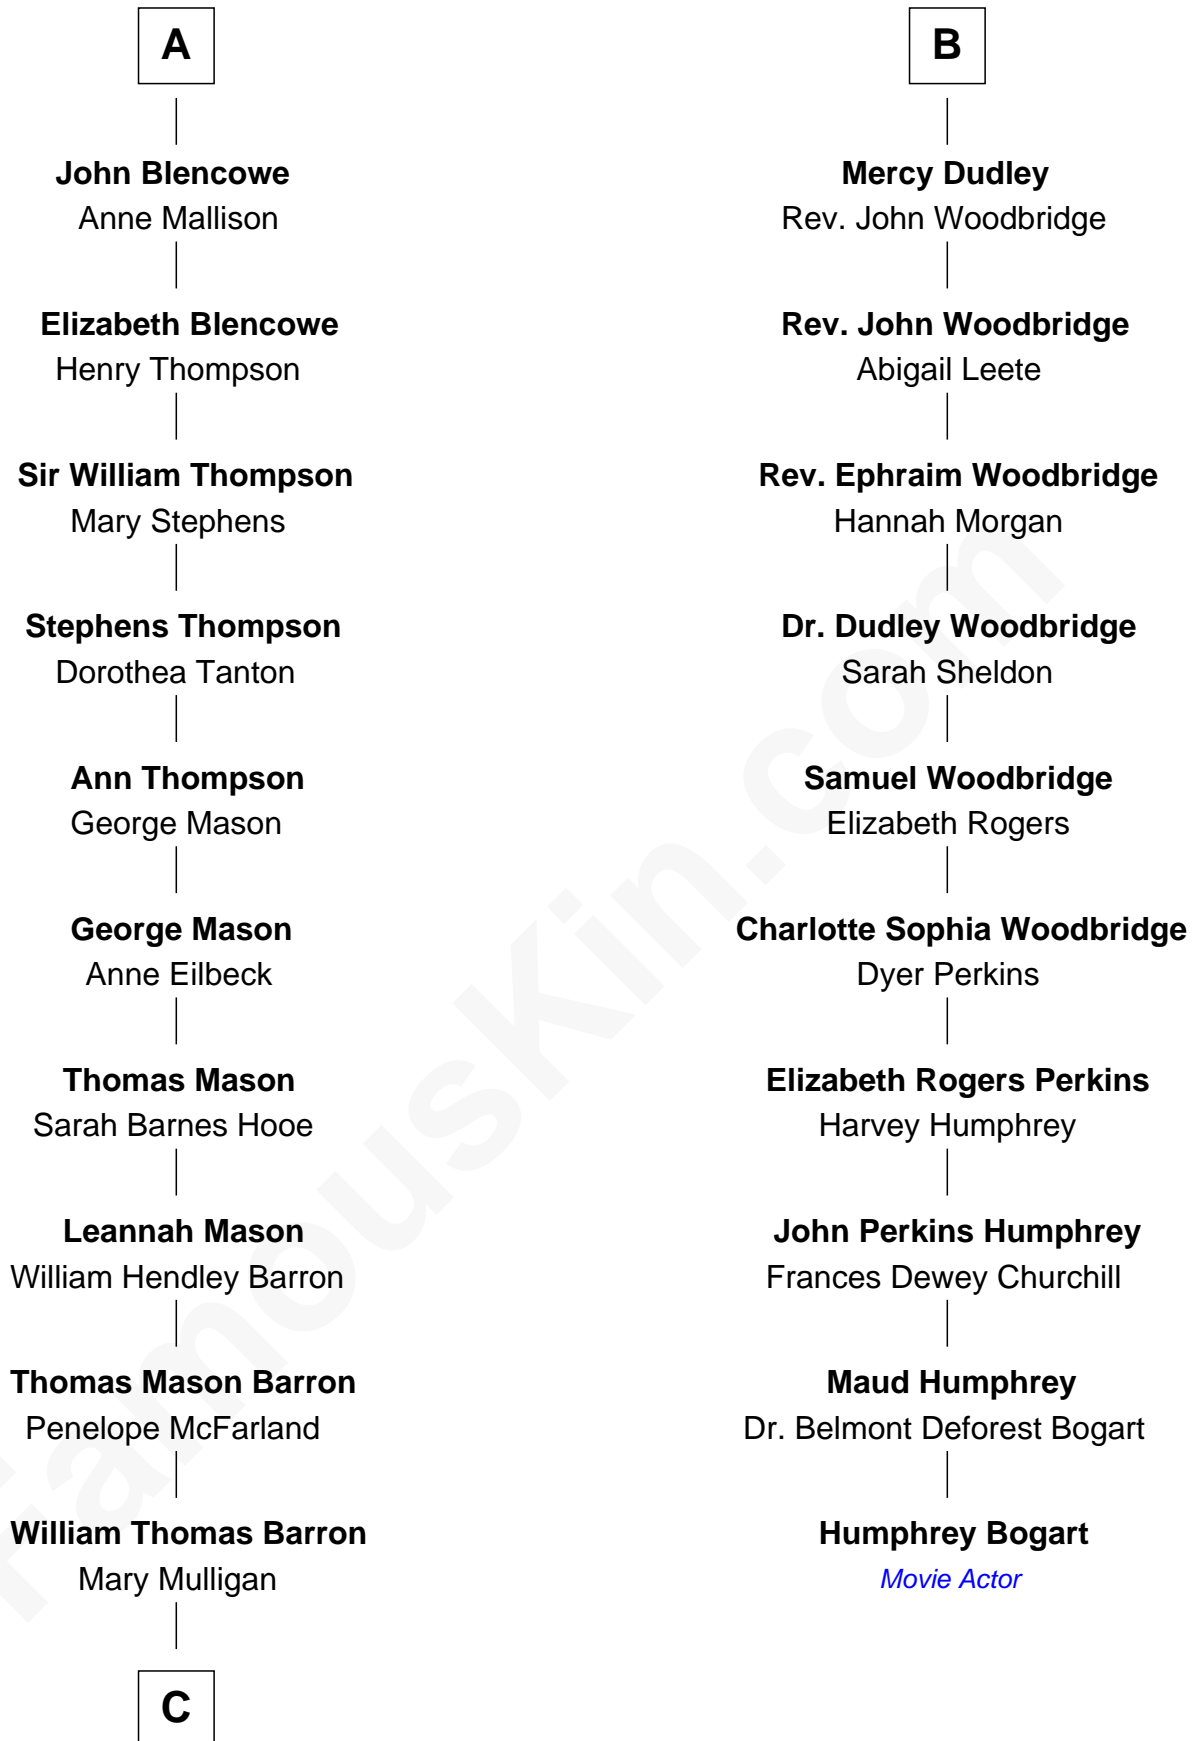 A
John Blencowe
Anne Mallison
Elizabeth Blencowe
Henry Thompson
Sir William Thompson
Mary Stephens
Stephens Thompson
Dorothea Tanton
Ann Thompson
George Mason
George Mason
Anne Eilbeck
Thomas Mason
Sarah Barnes Hooe
Leannah Mason
William Hendley Barron
Thomas Mason Barron
Penelope McFarland
William Thomas Barron
Mary Mulligan
C
B
Mercy Dudley
Rev. John Woodbridge
Rev. John Woodbridge
Abigail Leete
Rev. Ephraim Woodbridge
Hannah Morgan
Dr. Dudley Woodbridge
Sarah Sheldon
Samuel Woodbridge
Elizabeth Rogers
Charlotte Sophia Woodbridge
Dyer Perkins
Elizabeth Rogers Perkins
Harvey Humphrey
John Perkins Humphrey
Frances Dewey Churchill
Maud Humphrey
Dr. Belmont Deforest Bogart
Humphrey Bogart
Movie Actor
FamousKin.com